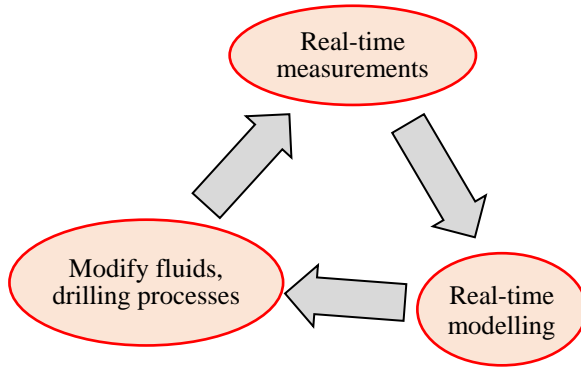 Real-time
measurements
Modify fluids,
drilling processes
Real-time
modelling